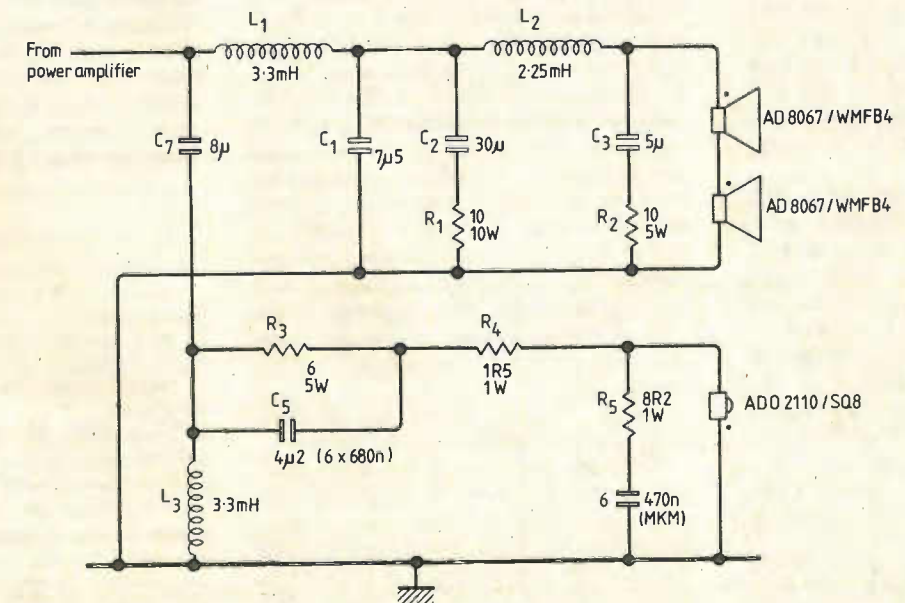 L1
3·3mH
L2
2·25mH
From
power amplifier
C7
8µ
C1
7µ5
C2
30µ
C3
5µ
R1
10
10W
R2
10
5W
AD 8067/WMFB4
AD 8067/WMFB4
R3
6
5W
R4
1R5
1W
C5
4µ2 (6 x 680n)
L3
3·3mH
R5
8R2
1W
6
470n
(MKM)
ADO 2110/SQ8